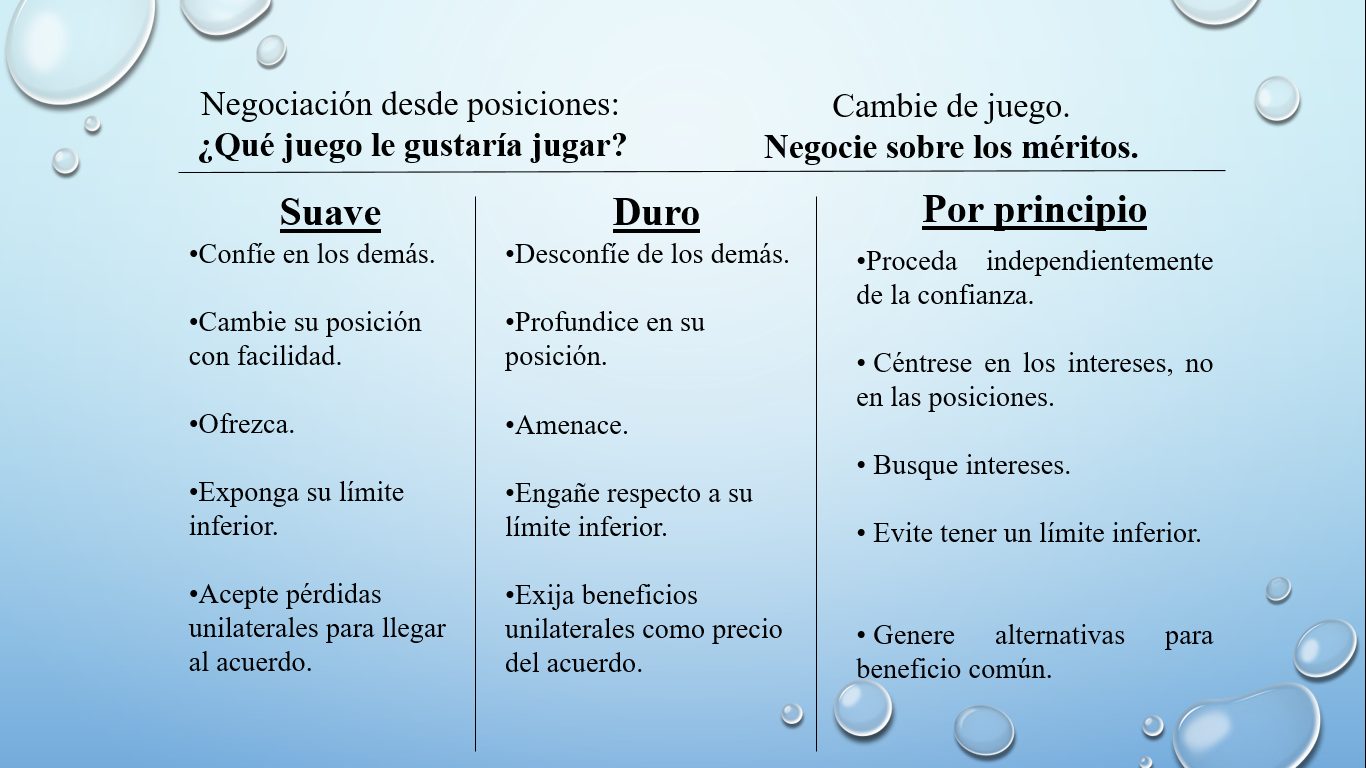 Negociación desde posiciones:
¿Qué juego le gustaría jugar?
Cambie de juego.
Negocie sobre los méritos.
Suave
•Confíe en los demás.
•Cambie su posición
con facilidad.
•Ofrezca.
•Exponga su límite
inferior.
•Acepte pérdidas
unilaterales para llegar
al acuerdo.
Duro
•Desconfíe de los demás.
•Profundice en su
posición.
•Amenace.
•Engañe respecto a su
límite inferior.
•Exija beneficios
unilaterales como precio
del acuerdo.
Por principio
•Proceda independientemente
de la confianza.
• Céntrese en los intereses, no
en las posiciones.
• Busque intereses.
• Evite tener un límite inferior.
• Genere alternativas para
beneficio común.